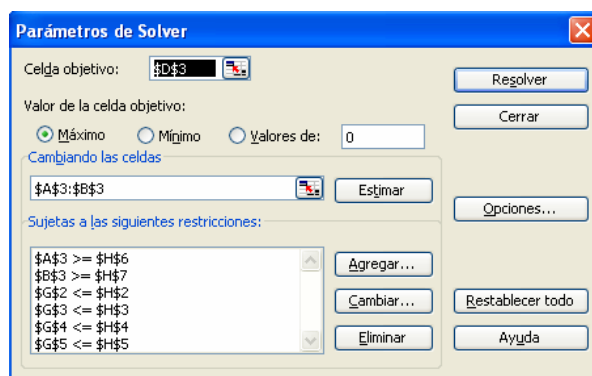 Parámetros de Solver
Celda objetivo: $D$3
Resolver
Valor de la celda objetivo:
Cerrar
Máximo Mínimo Valores de: 0
Cambiando las celdas
$A$3:$B$3 Estimar
Opciones...
Sujetas a las siguientes restricciones:
$A$3 >= $H$6
$B$3 >= $H$7
$G$2 <= $H$2
$G$3 <= $H$3
$G$4 <= $H$4
$G$5 <= $H$5
Agregar...
Cambiar...
Eliminar
Restablecer todo
Ayuda